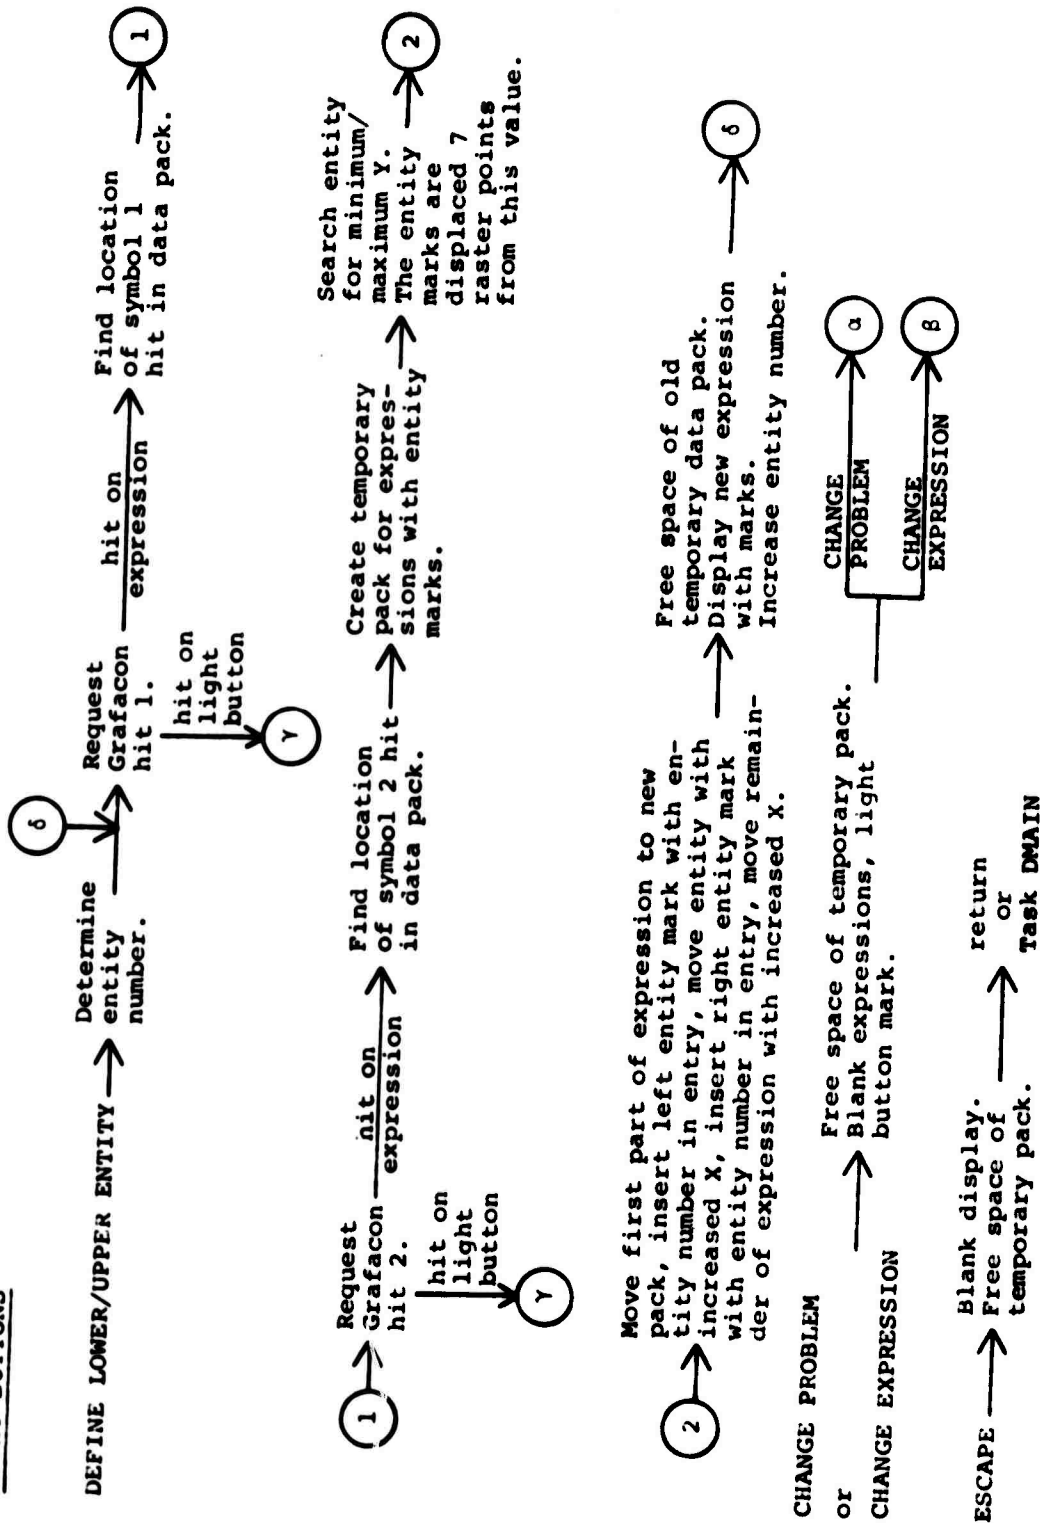 DEFINE LOWER/UPPER ENTITY
Determine
entity
number.
δ
Request
Grafacon
hit 1.
hit on
light
button
γ
hit on
expression
Find location
of symbol 1
hit in data pack.
1
1
Request
Grafacon
hit 2.
hit on
light
button
γ
hit on
expression
Find location
of symbol 2 hit
in data pack.
Create temporary
pack for expres-
sions with entity
marks.
Search entity
for minimum/
maximum Y.
The entity
marks are
displaced 7
raster points
from this value.
2
2
Move first part of expression to new
pack, insert left entity mark with en-
tity number in entry, move entity with
increased X, insert right entity mark
with entity number in entry, move remain-
der of expression with increased X.
Free space of old
temporary data pack.
Display new expression
with marks.
Increase entity number.
δ
CHANGE PROBLEM
or
CHANGE EXPRESSION
Free space of temporary pack.
Blank expressions, light
button mark.
CHANGE
PROBLEM
α
CHANGE
EXPRESSION
β
ESCAPE
Blank display.
Free space of
temporary pack.
return
or
Task DMAIN